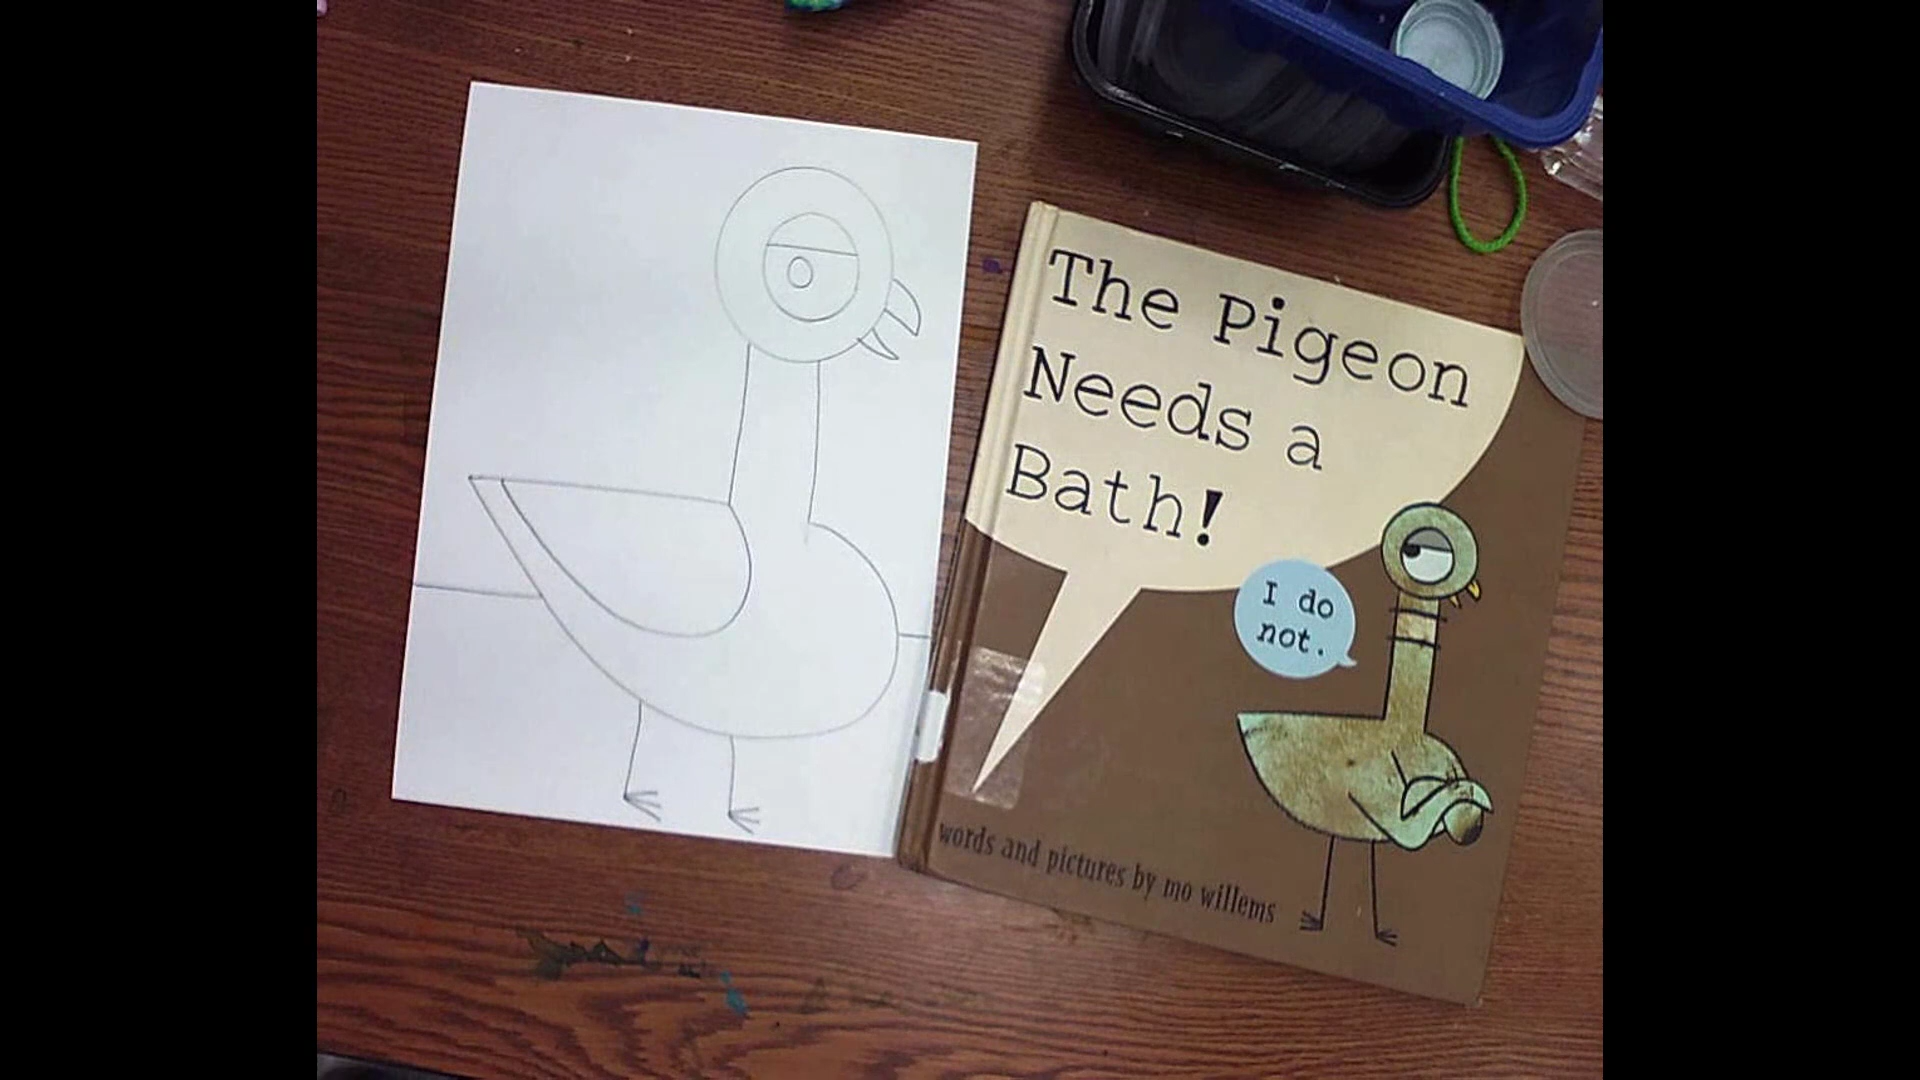 The Pigeon
Needs a
Bath!
I do
not.
words and pictures by mo willems